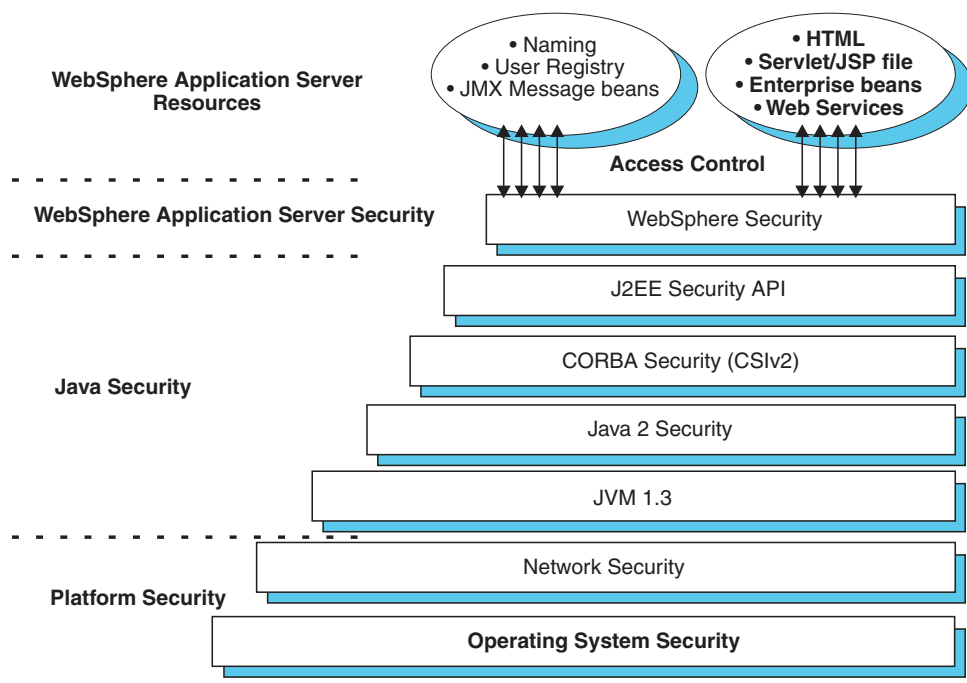 WebSphere Application Server
Resources
• Naming
• User Registry
• JMX Message beans
• HTML
• Servlet/JSP file
• Enterprise beans
• Web Services
Access Control
WebSphere Application Server Security
WebSphere Security
J2EE Security API
CORBA Security (CSIv2)
Java Security
Java 2 Security
JVM 1.3
Network Security
Platform Security
Operating System Security